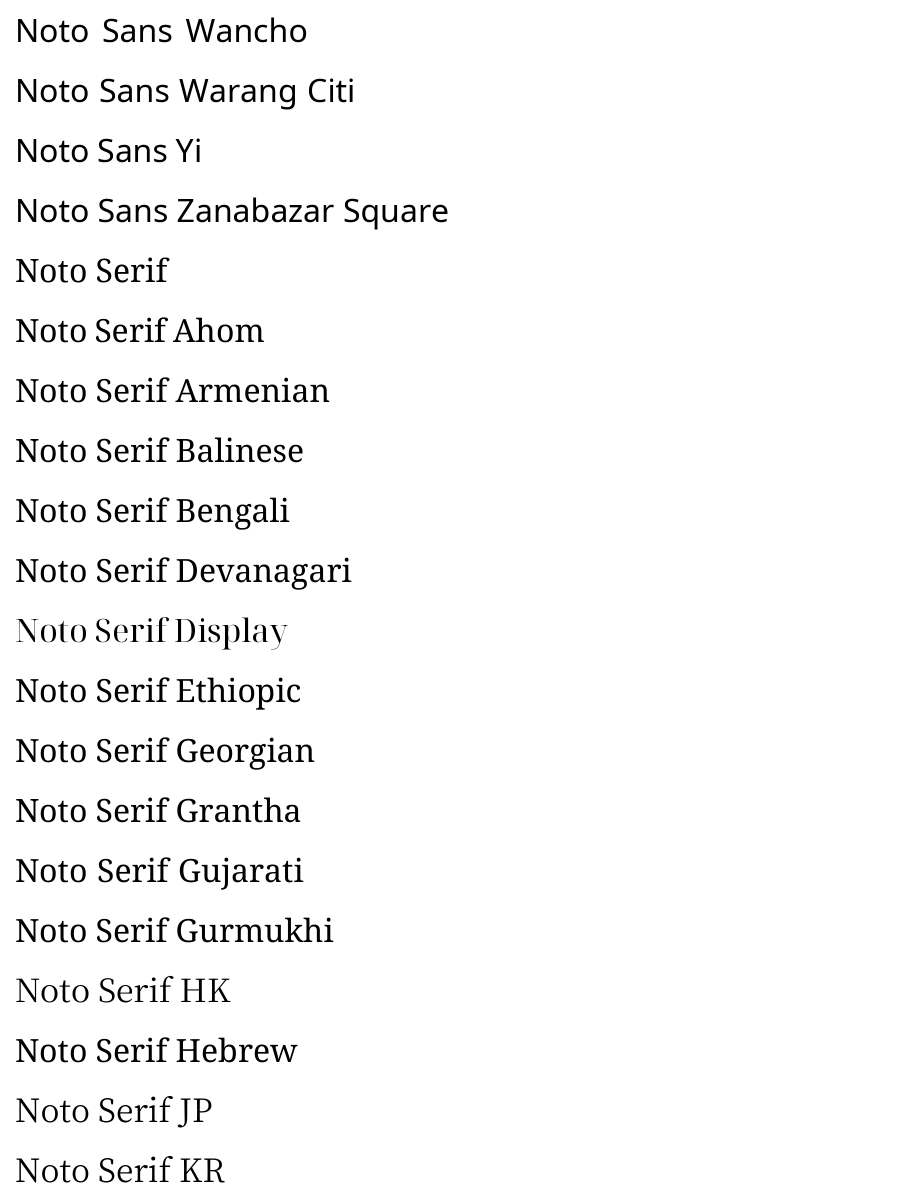 Noto Sans Wancho
Noto Sans Warang Citi
Noto Sans Yi
Noto Sans Zanabazar Square
Noto Serif
Noto Serif Ahom
Noto Serif Armenian
Noto Serif Balinese
Noto Serif Bengali
Noto Serif Devanagari
Noto Serif Display
Noto Serif Ethiopic
Noto Serif Georgian
Noto Serif Grantha
Noto Serif Gujarati
Noto Serif Gurmukhi
Noto Serif HK
Noto Serif Hebrew
Noto Serif JP
Noto Serif KR